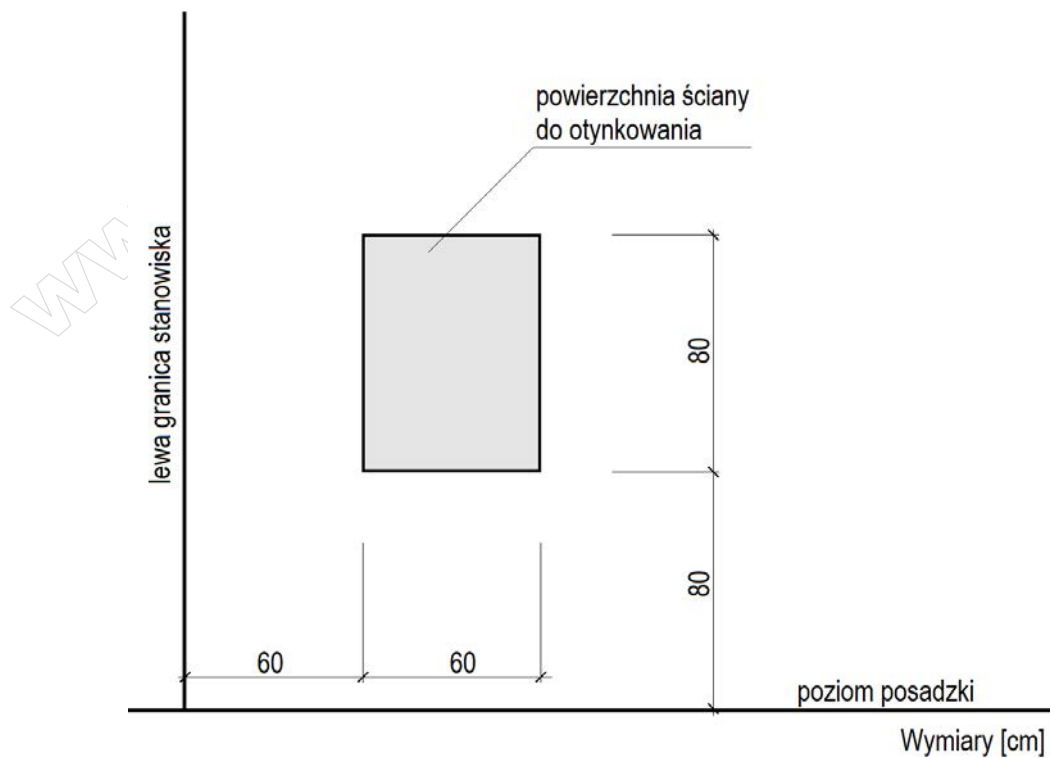 powierzchnia ściany
do otynkowania
lewa granica stanowiska
80
80
60
60
poziom posadzki
Wymiary [cm]